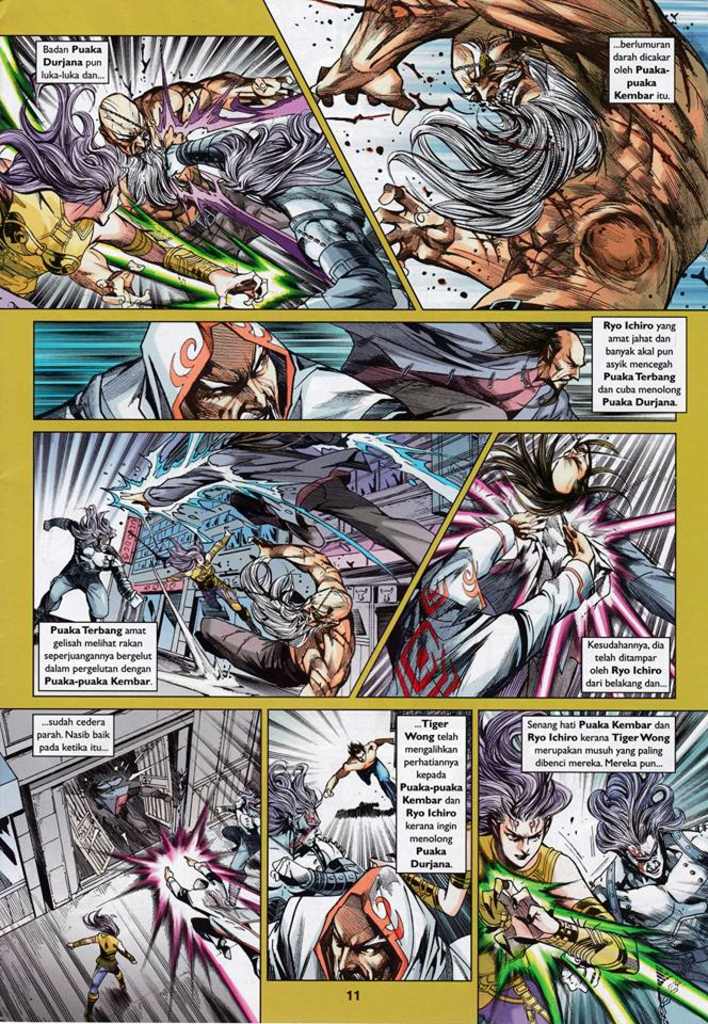 Badan Puaka
Durjana pun
luka-luka dan...
...berlumuran
darah dicakar
oleh Puaka-
puaka
Kembar itu.
Ryo Ichiro yang
amat jahat dan
banyak akal pun
asyik mencegah
Puaka Terbang
dan cuba menolong
Puaka Durjana.
Puaka Terbang amat
gelisah melihat rakan
seperjuangannya bergelut
dalam pergelutan dengan
Puaka-puaka Kembar.
Kesudahannya, dia
telah ditampar
oleh Ryo Ichiro
dari belakang dan...
...sudah cedera
parah. Nasib baik
pada ketika itu...
...Tiger
Wong telah
mengalihkan
perhatiannya
kepada
Puaka-puaka
Kembar dan
Ryo Ichiro
kerana ingin
menolong
Puaka
Durjana.
Senang hati Puaka Kembar dan
Ryo Ichiro kerana Tiger Wong
merupakan musuh yang paling
dibenci mereka. Mereka pun...
11